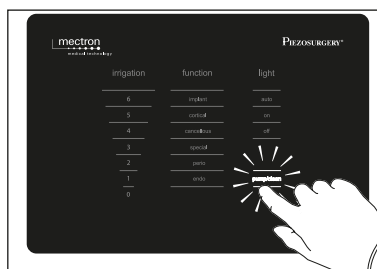 mectron
medical technology
PIEZOSURGERY®
irrigation function light
6 implant auto
5 cortical on
4 cancellous off
3 special
2 perio
1 endo pump/clean
0